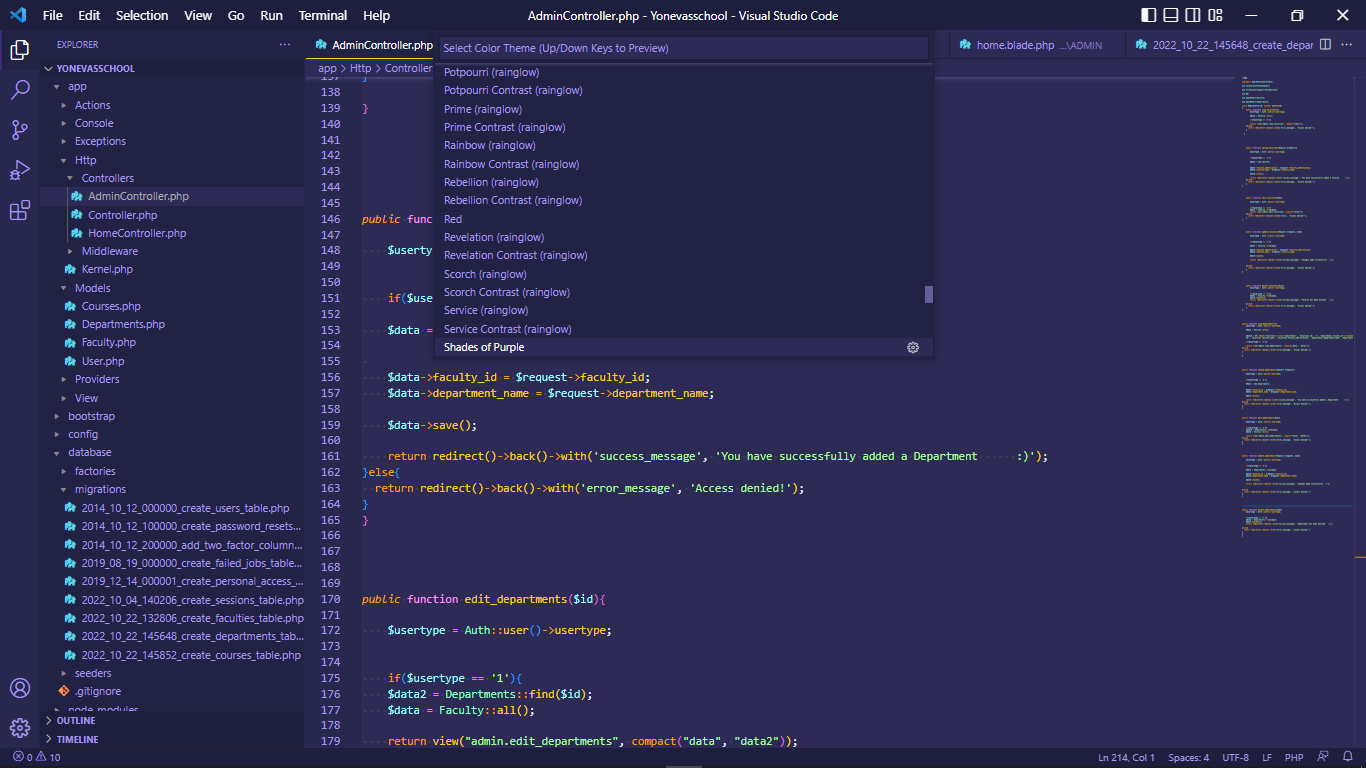 File Edit Selection View Go Run Terminal Help
AdminController.php - Yonevasschool - Visual Studio Code
EXPLORER
YONEVASSCHOOL
app
Actions
Console
Exceptions
Http
Controllers
AdminController.php
Controller.php
HomeController.php
Middleware
Kernel.php
Models
Courses.php
Departments.php
Faculty.php
User.php
Providers
View
bootstrap
config
database
factories
migrations
2014_10_12_000000_create_users_table.php
2014_10_12_100000_create_password_resets...
2014_10_12_200000_add_two_factor_column...
2019_08_19_000000_create_failed_jobs_table...
2019_12_14_000001_create_personal_access_...
2022_10_04_140206_create_sessions_table.php
2022_10_22_132806_create_faculties_table.php
2022_10_22_145648_create_departments_tab...
2022_10_22_145852_create_courses_table.php
seeders
.gitignore
node_modules
OUTLINE
TIMELINE
AdminController.php
home.blade.php ...\ADMIN
2022_10_22_145648_create_depar
app > Http > Controller
Select Color Theme (Up/Down Keys to Preview)
Potpourri (rainglow)
Potpourri Contrast (rainglow)
Prime (rainglow)
Prime Contrast (rainglow)
Rainbow (rainglow)
Rainbow Contrast (rainglow)
Rebellion (rainglow)
Rebellion Contrast (rainglow)
Red
Revelation (rainglow)
Revelation Contrast (rainglow)
Scorch (rainglow)
Scorch Contrast (rainglow)
Service (rainglow)
Service Contrast (rainglow)
Shades of Purple
137 }
138
139 }
140
141
142
143
144
145
146 public func
147
148 $userty
149
150
151 if($use
152
153 $data =
154
155
156 $data->faculty_id = $request->faculty_id;
157 $data->department_name = $request->department_name;
158
159 $data->save();
160
161 return redirect()->back()->with('success_message', 'You have successfully added a Department      :)');
162 }else{
163 return redirect()->back()->with('error_message', 'Access denied!');
164 }
165 }
166
167
168
169
170 public function edit_departments($id){
171
172 $usertype = Auth::user()->usertype;
173
174
175 if($usertype == '1'){
176 $data2 = Departments::find($id);
177 $data = Faculty::all();
178
179 return view("admin.edit_departments", compact("data", "data2"));
0 10
Ln 214, Col 1 Spaces: 4 UTF-8 LF PHP